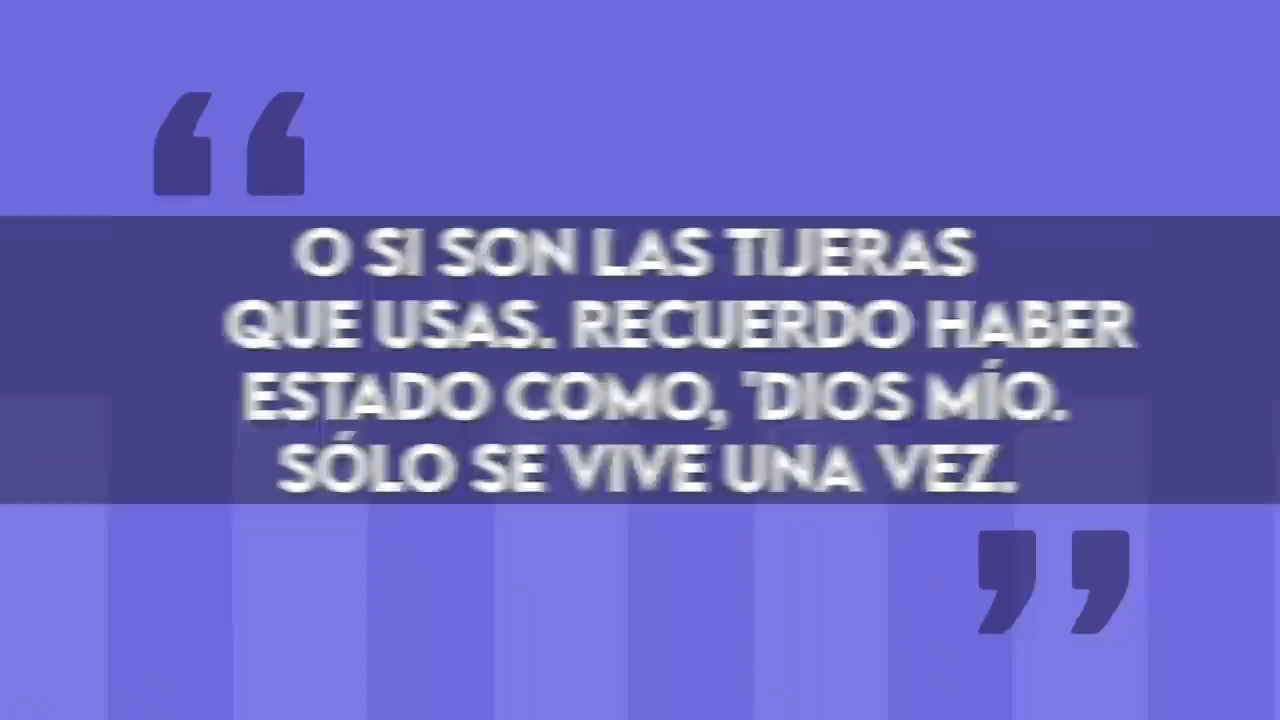 “
O SI SON LAS TIJERAS
QUE USAS. RECUERDO HABER
ESTADO COMO, 'DIOS MÍO.
SÓLO SE VIVE UNA VEZ.
”